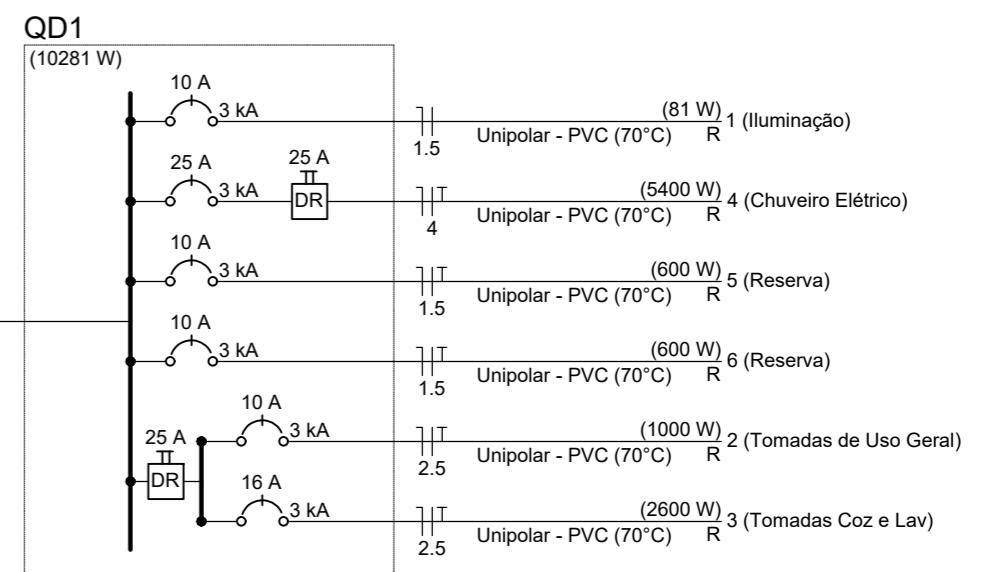 QD1
(10281 W)
10 A
3 kA
(81 W)
1.5
Unipolar - PVC (70°C)
R
1 (Iluminação)
25 A
3 kA
25 A
DR
(5400 W)
4
Unipolar - PVC (70°C)
R
4 (Chuveiro Elétrico)
10 A
3 kA
(600 W)
1.5
Unipolar - PVC (70°C)
R
5 (Reserva)
10 A
3 kA
(600 W)
1.5
Unipolar - PVC (70°C)
R
6 (Reserva)
25 A
DR
10 A
3 kA
(1000 W)
2.5
Unipolar - PVC (70°C)
R
2 (Tomadas de Uso Geral)
16 A
3 kA
(2600 W)
2.5
Unipolar - PVC (70°C)
R
3 (Tomadas Coz e Lav)